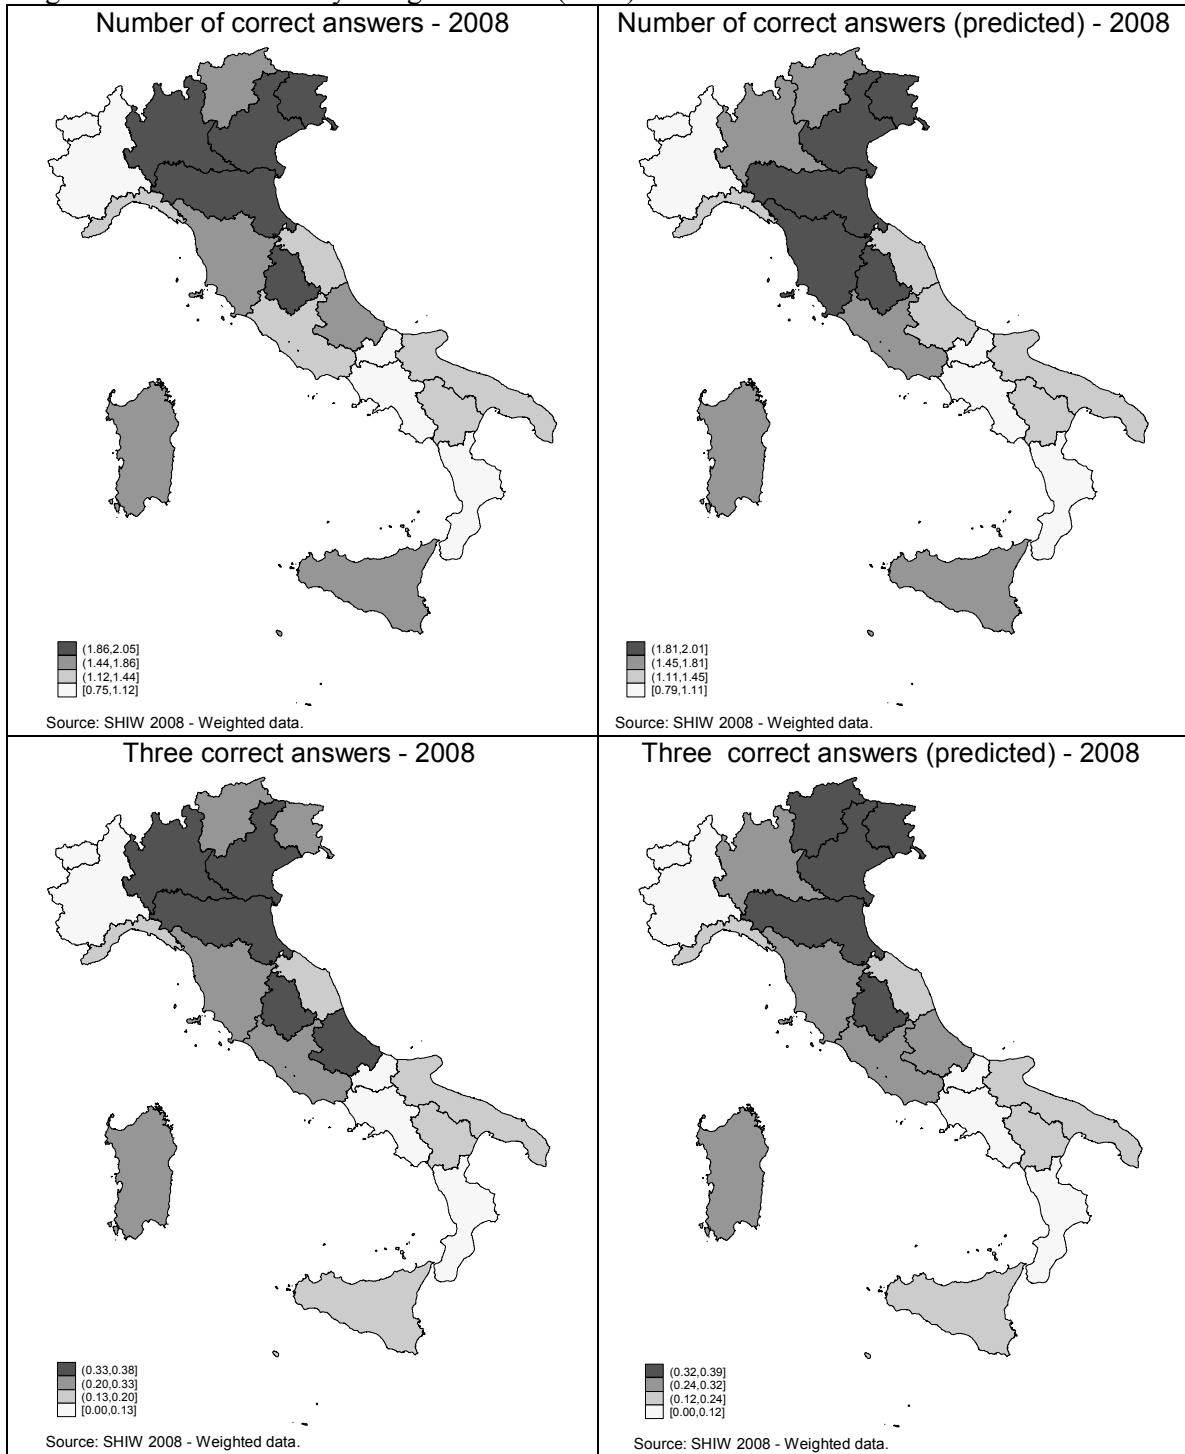 Number of correct answers - 2008
(1.86,2.05]
(1.44,1.86]
(1.12,1.44]
[0.75,1.12]
Source: SHIW 2008 - Weighted data.
Number of correct answers (predicted) - 2008
(1.81,2.01]
(1.45,1.81]
(1.11,1.45]
[0.79,1.11]
Source: SHIW 2008 - Weighted data.
Three correct answers - 2008
(0.33,0.38]
(0.20,0.33]
(0.13,0.20]
[0.00,0.13]
Source: SHIW 2008 - Weighted data.
Three correct answers (predicted) - 2008
(0.32,0.39]
(0.24,0.32]
(0.12,0.24]
[0.00,0.12]
Source: SHIW 2008 - Weighted data.